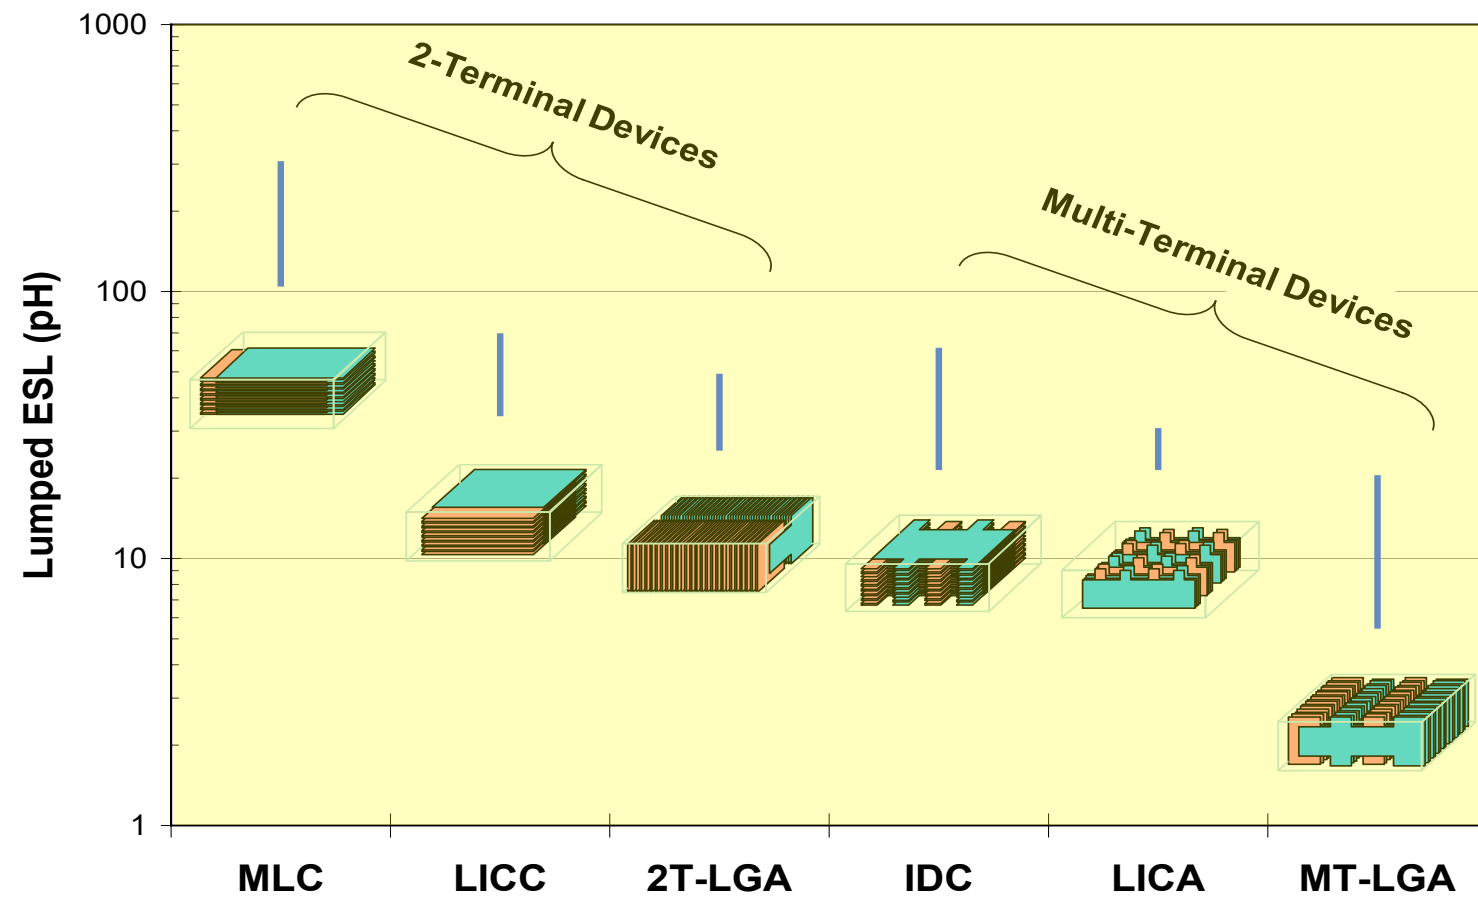 1000
100
10
1
Lumped ESL (pH)
2-Terminal Devices
Multi-Terminal Devices
MLC
LICC
2T-LGA
IDC
LICA
MT-LGA